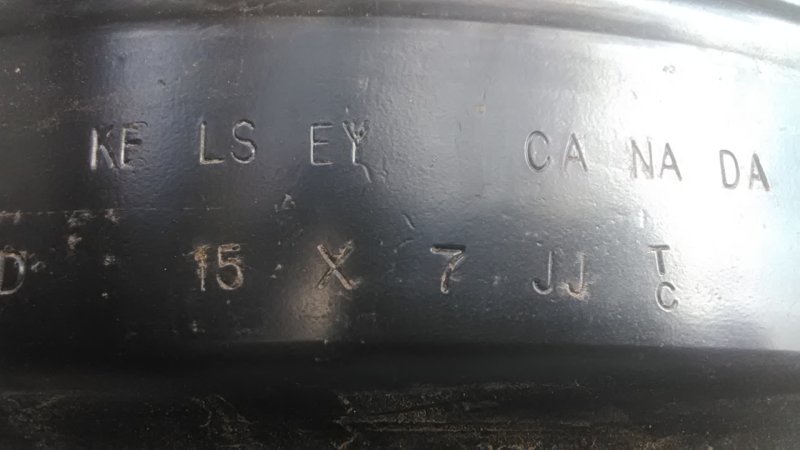 KE LS EY CA NA DA
D 15 X 7 JJ T C